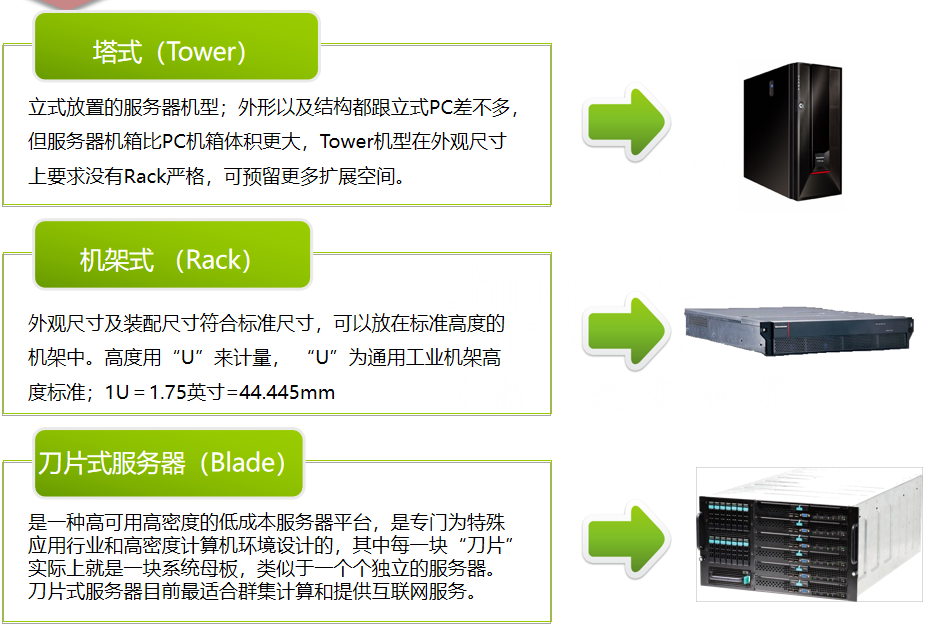 塔式（Tower）
立式放置的服务器机型；外形以及结构都跟立式PC差不多，
但服务器机箱比PC机箱体积更大，Tower机型在外观尺寸
上要求没有Rack严格，可预留更多扩展空间。
机架式 （Rack）
外观尺寸及装配尺寸符合标准尺寸，可以放在标准高度的
机架中。高度用“U”来计量， “U”为通用工业机架高
度标准；1U＝1.75英寸=44.445mm
刀片式服务器（Blade）
是一种高可用高密度的低成本服务器平台，是专门为特殊
应用行业和高密度计算机环境设计的，其中每一块“刀片”
实际上就是一块系统母板，类似于一个个独立的服务器。
刀片式服务器目前最适合群集计算和提供互联网服务。